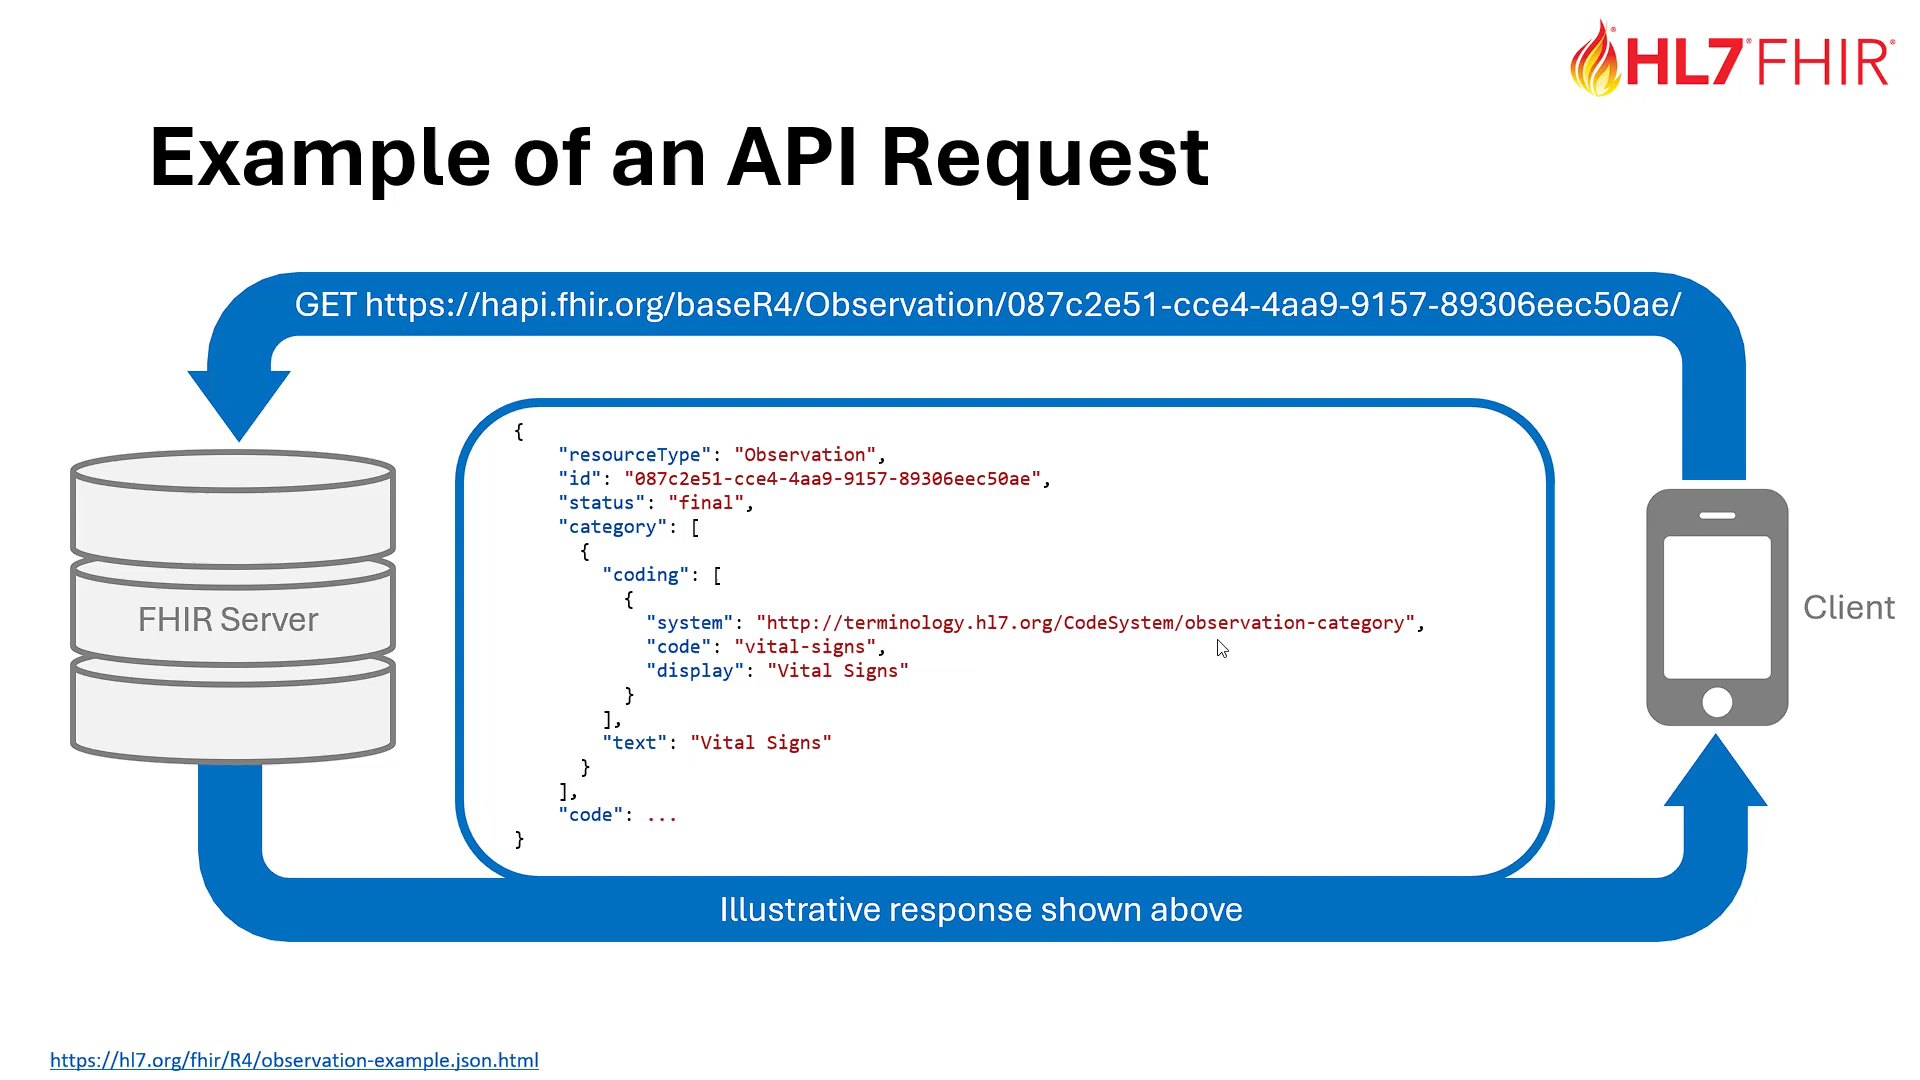 HL7 FHIR
Example of an API Request
GET https://hapi.fhir.org/baseR4/Observation/087c2e51-cce4-4aa9-9157-89306eec50ae/
{
"resourceType": "Observation",
"id": "087c2e51-cce4-4aa9-9157-89306eec50ae",
"status": "final",
"category": [
{
"coding": [
{
"system": "http://terminology.hl7.org/CodeSystem/observation-category",
"code": "vital-signs",
"display": "Vital Signs"
}
],
"text": "Vital Signs"
}
],
"code": ...
}
FHIR Server
Client
Illustrative response shown above
https://hl7.org/fhir/R4/observation-example.json.html